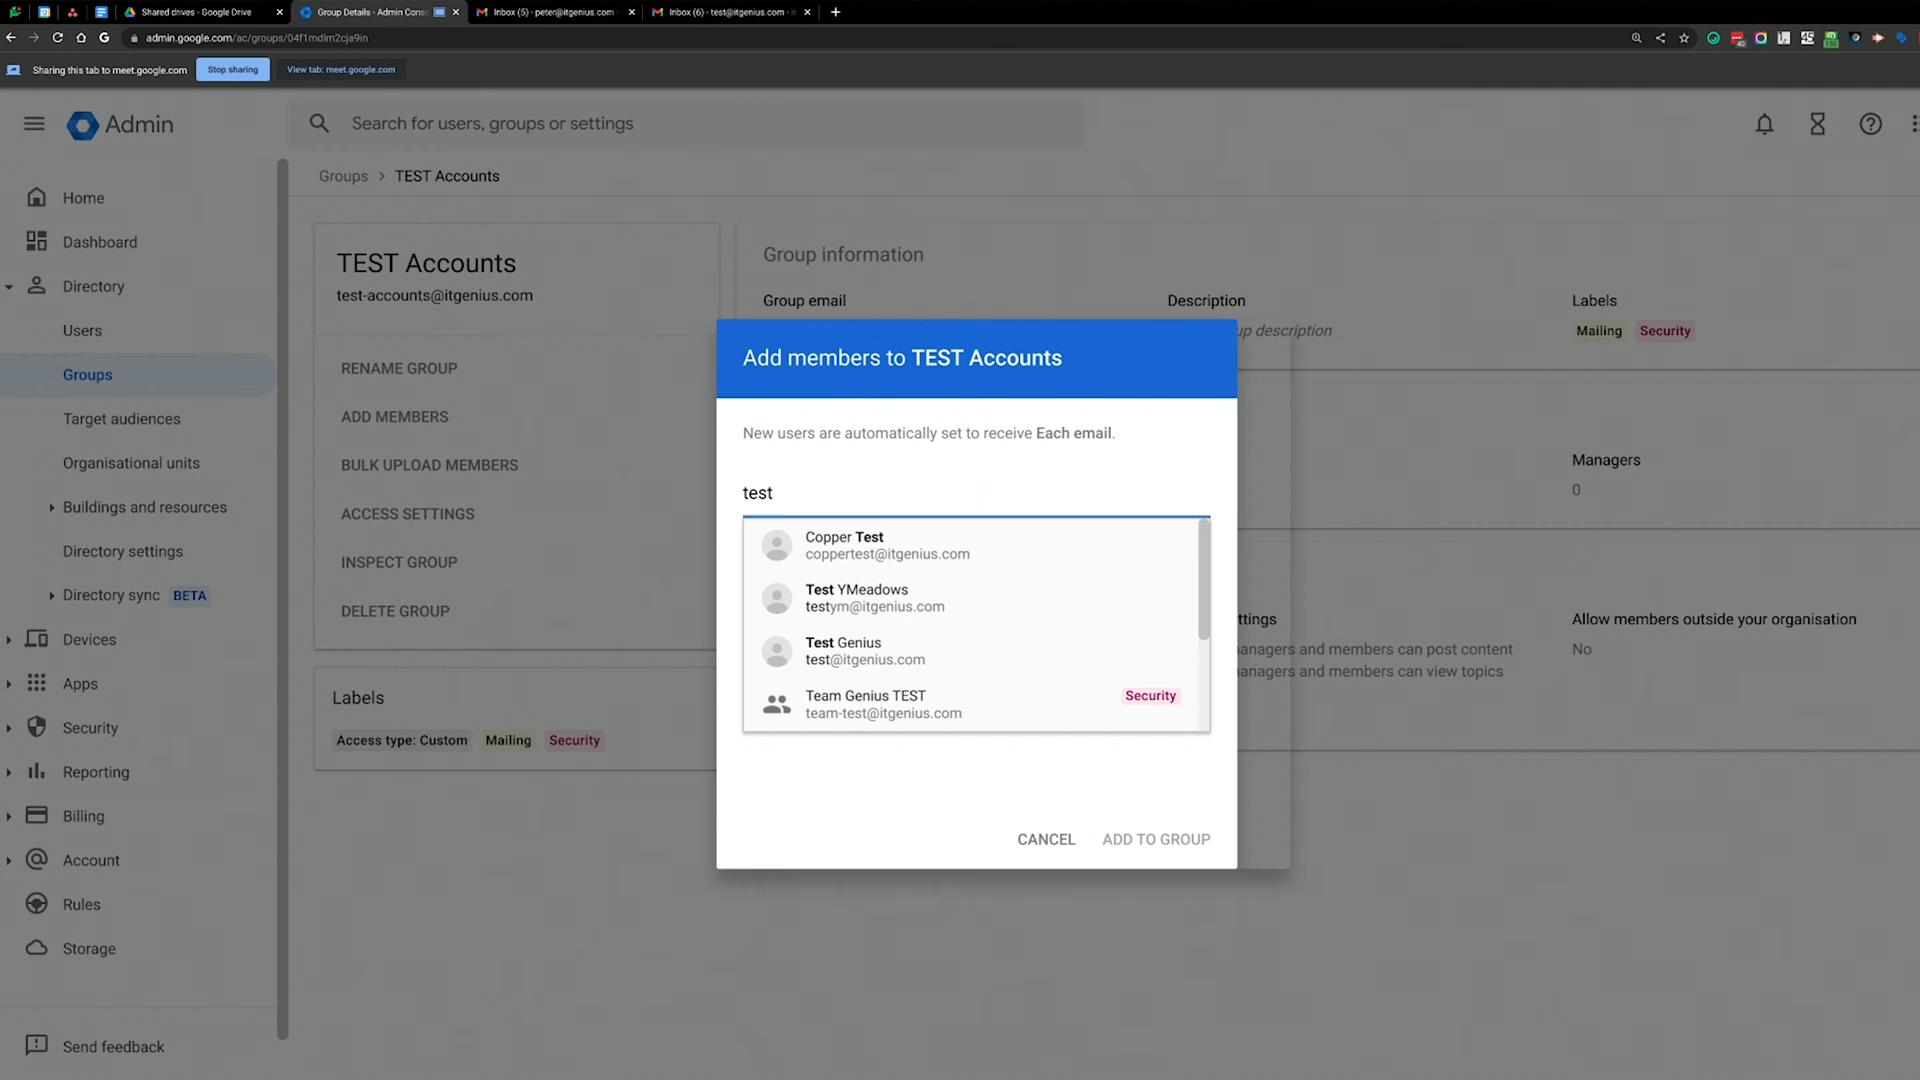 Shared drives - Google Drive
Group Details - Admin Conso
Inbox (5) - peter@itgenius.com
Inbox (6) - test@itgenius.com - i
admin.google.com/ac/groups/04f1mdlm2cja9in
Sharing this tab to meet.google.com
Stop sharing
View tab: meet.google.com
Admin
Search for users, groups or settings
Groups > TEST Accounts
Home
Dashboard
Directory
Users
Groups
Target audiences
Organisational units
Buildings and resources
Directory settings
Directory sync BETA
Devices
Apps
Security
Reporting
Billing
Account
Rules
Storage
Send feedback
TEST Accounts
test-accounts@itgenius.com
RENAME GROUP
ADD MEMBERS
BULK UPLOAD MEMBERS
ACCESS SETTINGS
INSPECT GROUP
DELETE GROUP
Labels
Access type: Custom Mailing Security
Group information
Group email
Description
up description
Labels
Mailing Security
Managers
0
ttings
anagers and members can post content
anagers and members can view topics
Allow members outside your organisation
No
Add members to TEST Accounts
New users are automatically set to receive Each email.
test
Copper Test
coppertest@itgenius.com
Test YMeadows
testym@itgenius.com
Test Genius
test@itgenius.com
Team Genius TEST
team-test@itgenius.com
Security
CANCEL
ADD TO GROUP